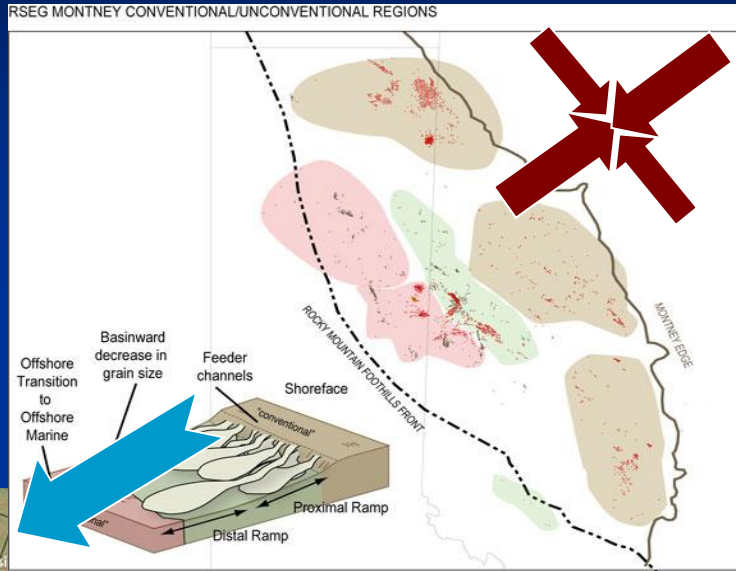 RSEG MONTNEY CONVENTIONAL/UNCONVENTIONAL REGIONS
MONTNEY EDGE
ROCKY MOUNTAIN FOOTHILLS FRONT
Offshore
Transition
to
Offshore
Marine
Basinward
decrease in
grain size
Feeder
channels
Shoreface
"conventional"
Proximal Ramp
Distal Ramp